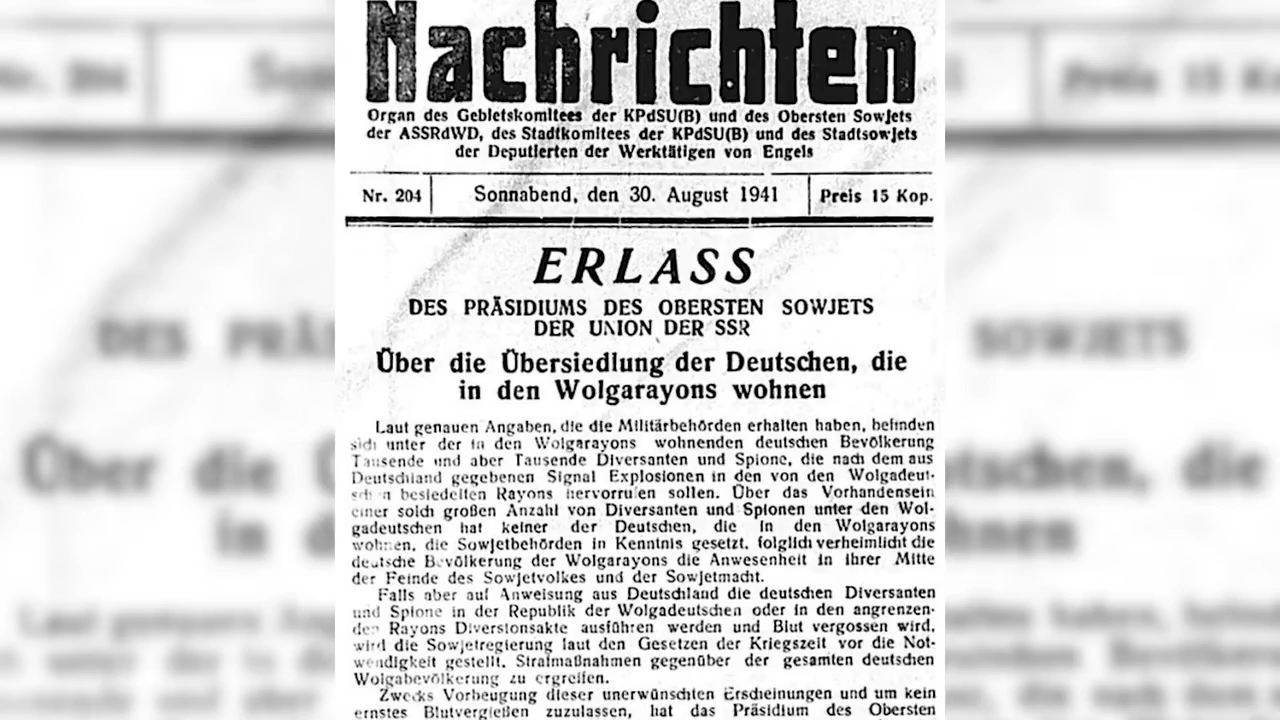 Nachrichten
Organ des Gebietskomitees der KPdSU(B) und des Obersten Sowjets
der ASSRdWD, des Stadtkomitees der KPdSU(B) und des Stadtsowjets
der Deputierten der Werktätigen von Engels
Nr. 204
Sonnabend, den 30. August 1941
Preis 15 Kop.
ERLASS
DES PRÄSIDIUMS DES OBERSTEN SOWJETS
DER UNION DER SSR
Über die Übersiedlung der Deutschen, die
in den Wolgarayons wohnen
Laut genauen Angaben, die die Militärbehörden erhalten haben, befinden
sich unter der in den Wolgarayons wohnenden deutschen Bevölkerung
Tausende und aber Tausende Diversanten und Spione, die nach dem aus
Deutschland gegebenen Signal Explosionen in den von den Wolgadeut-
schen besiedelten Rayons hervorrufen sollen. Über das Vorhandensein
einer solch großen Anzahl von Diversanten und Spionen unter den Wol-
gadeutschen hat keiner der Deutschen, die in den Wolgarayons
wohnen, die Sowjetbehörden in Kenntnis gesetzt, folglich verheimlicht die
deutsche Bevölkerung der Wolgarayons die Anwesenheit in ihrer Mitte
der Feinde des Sowjetvolkes und der Sowjetmacht.
Falls aber auf Anweisung aus Deutschland die deutschen Diversanten
und Spione in der Republik der Wolgadeutschen oder in den angrenzen-
den Rayons Diversionsakte ausführen werden und Blut vergossen wird,
wird die Sowjetregierung laut den Gesetzen der Kriegszeit vor die Not-
wendigkeit gestellt, Strafmaßnahmen gegenüber der gesamten deutschen
Wolgabevölkerung zu ergreifen.
Zwecks Vorbeugung dieser unerwünschten Erscheinungen und um kein
ernstes Blutvergießen zuzulassen, hat das Präsidium des Obersten